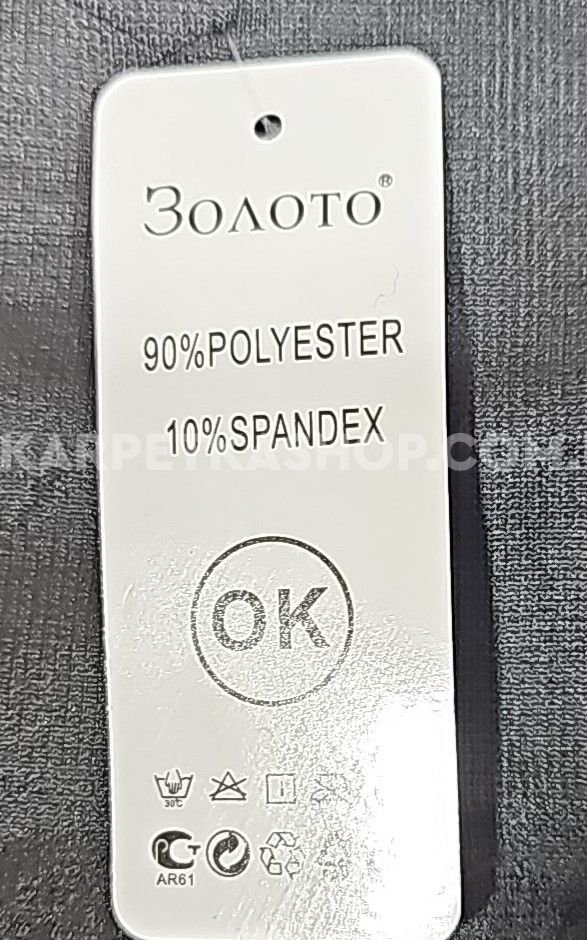 Золото®
90%POLYESTER
10%SPANDEX
KARPETKASHOP.COM.
OK
30℃
AR61